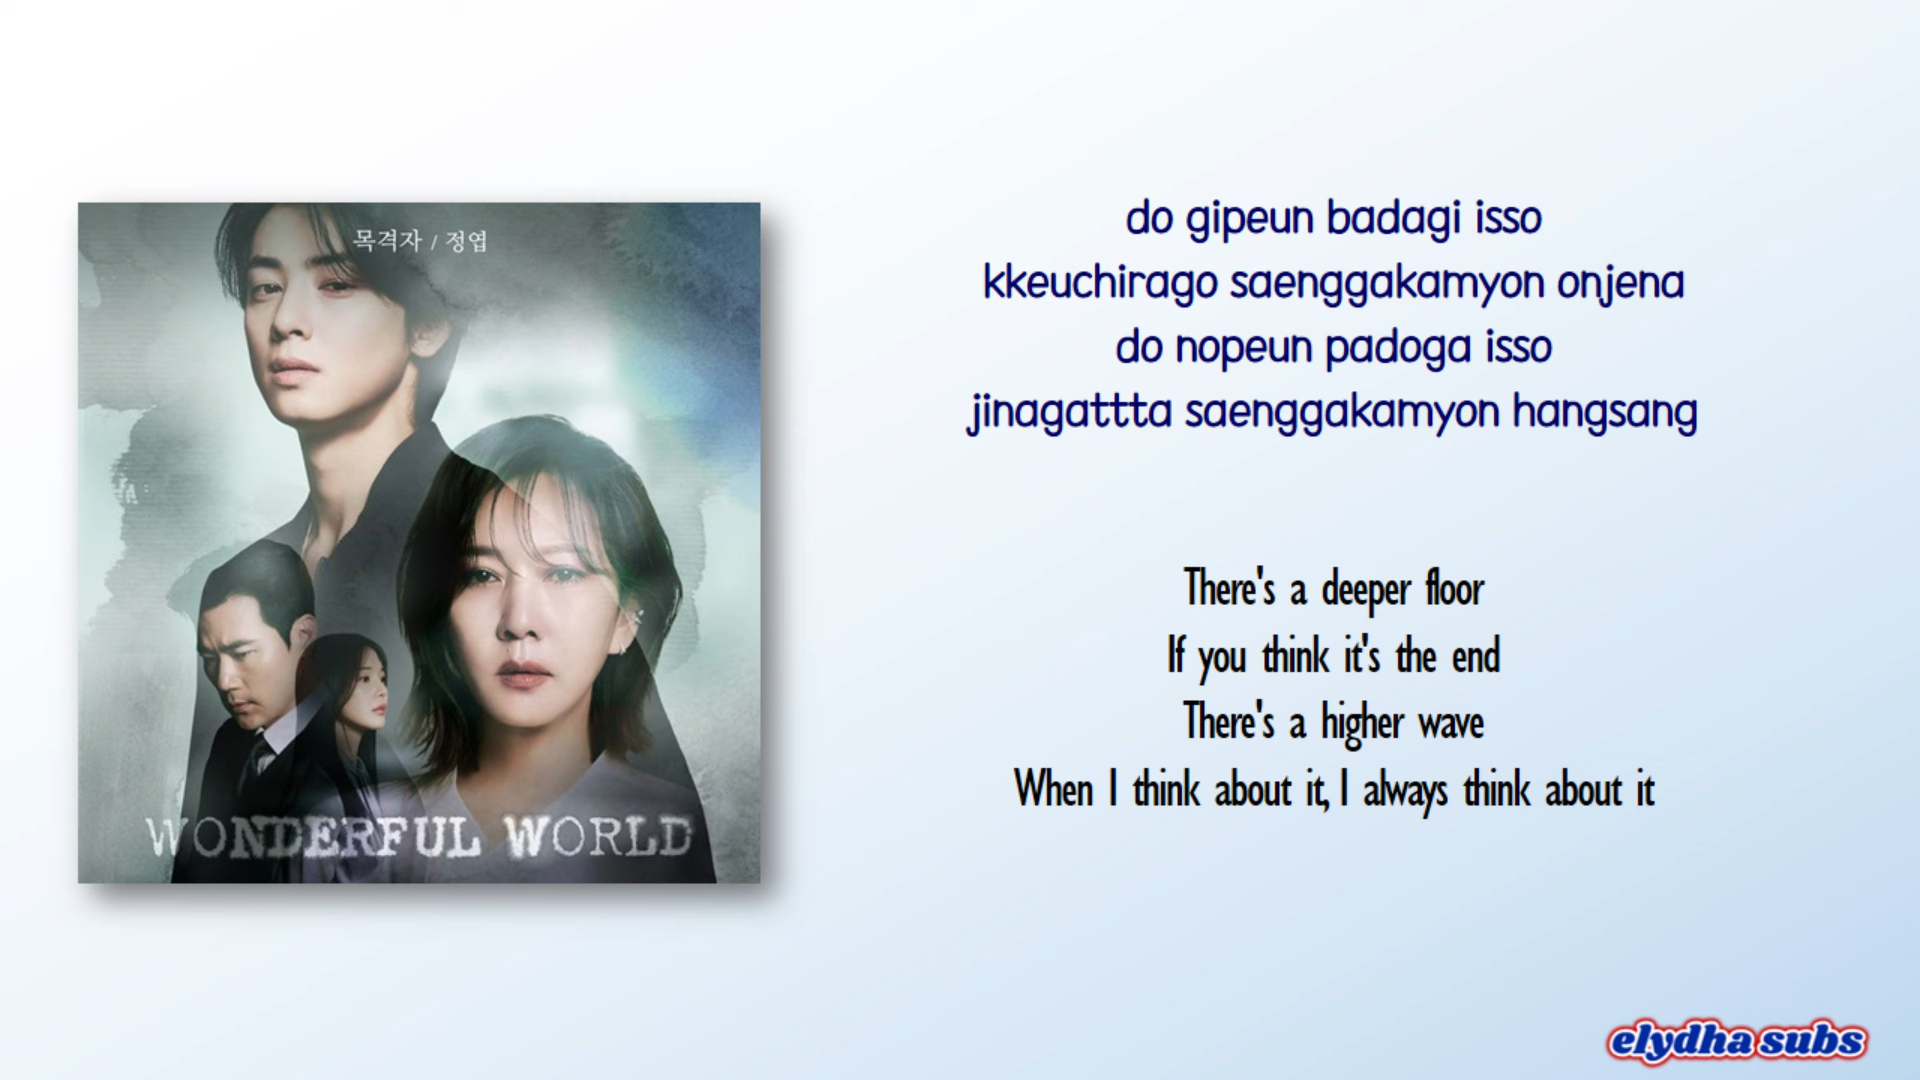 목격자 / 정엽
WONDERFUL WORLD
do gipeun badagi isso
kkeuchirago saenggakamyon onjena
do nopeun padoga isso
jinagattta saenggakamyon hangsang
There's a deeper floor
If you think it's the end
There's a higher wave
When I think about it, I always think about it
elydha subs